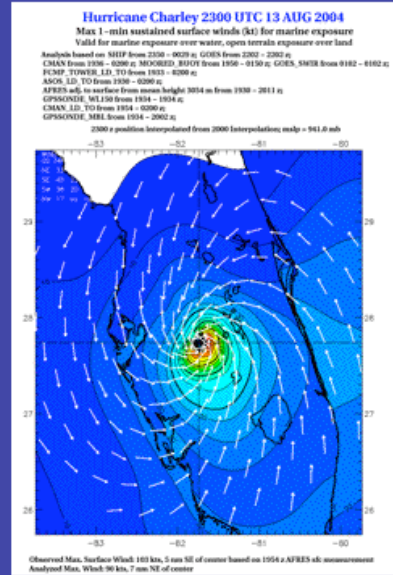 Hurricane Charley 2300 UTC 13 AUG 2004
Max 1-min sustained surface winds (kt) for marine exposure
Valid for marine exposure over water, open terrain exposure over land
Analysis based on SHIP from 2350 - 0029 z; GOES from 2202 - 2202 z;
CMAN from 1936 - 0200 z; MOORED_BUOY from 1950 - 0150 z; GOES_SWIR from 0102 - 0102 z;
FCMP_TOWER_LD_TO from 1933 - 0200 z;
ASOS_LD_TO from 1930 - 0200 z;
AFRES adj. to surface from mean height 3054 m from 1930 - 2011 z;
GPSSONDE_WL150 from 1934 - 1934 z;
CMAN_LD_TO from 1954 - 0200 z;
GPSSONDE_MBL from 1934 - 2002 z;
2300 z position interpolated from 2000 Interpolation; mslp = 941.0 mb
-83 -82 -81 -80
29 29
28 28
27 27
26 26
-83 -82 -81 -80
Observed Max. Surface Wind: 103 kts, 5 nm SE of center based on 1954 z AFRES sfc measurement
Analyzed Max. Wind: 90 kts, 7 nm NE of center